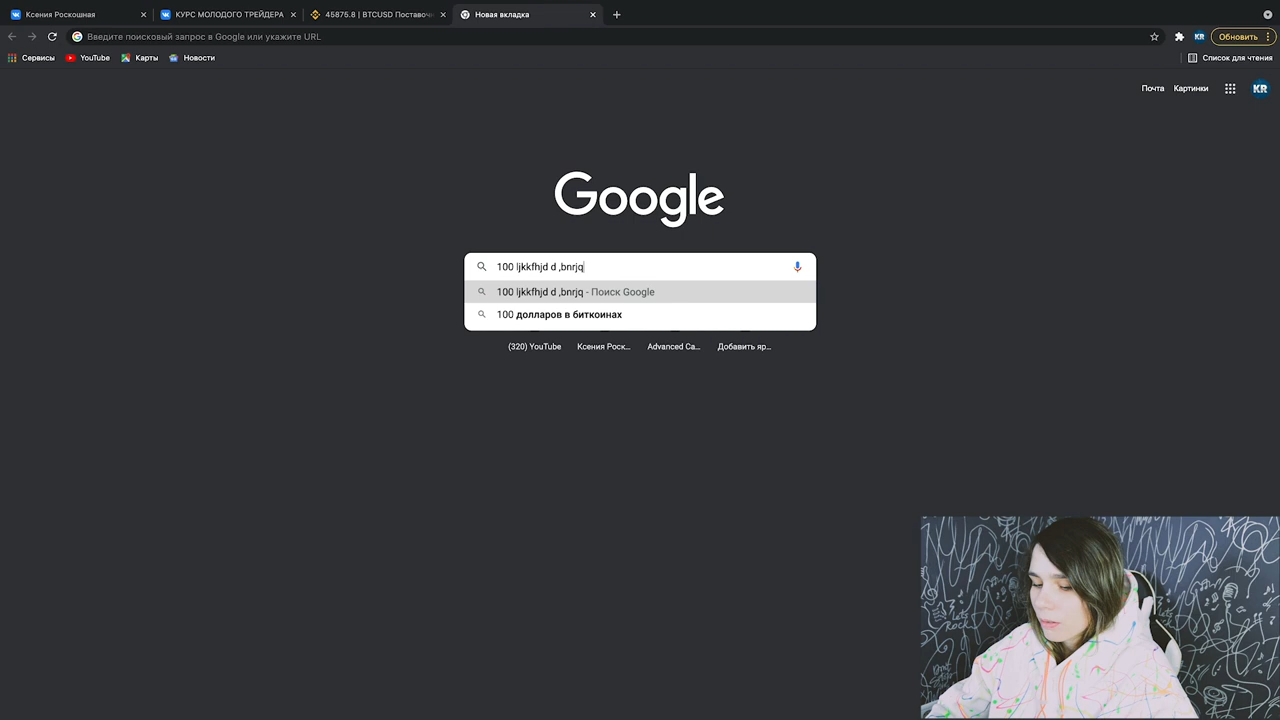 Ксения Роскошная
КУРС МОЛОДОГО ТРЕЙДЕРА
45875.8 | BTCUSD Поставочн
Новая вкладка
Введите поисковый запрос в Google или укажите URL
KR
Обновить
Сервисы
YouTube
Карты
Новости
Список для чтения
Почта
Картинки
KR
Google
100 ljkkfhjd d ,bnrjq
100 ljkkfhjd d ,bnrjq - Поиск Google
100 долларов в биткоинах
(320) YouTube
Ксения Роск...
Advanced Ca...
Добавить яр...